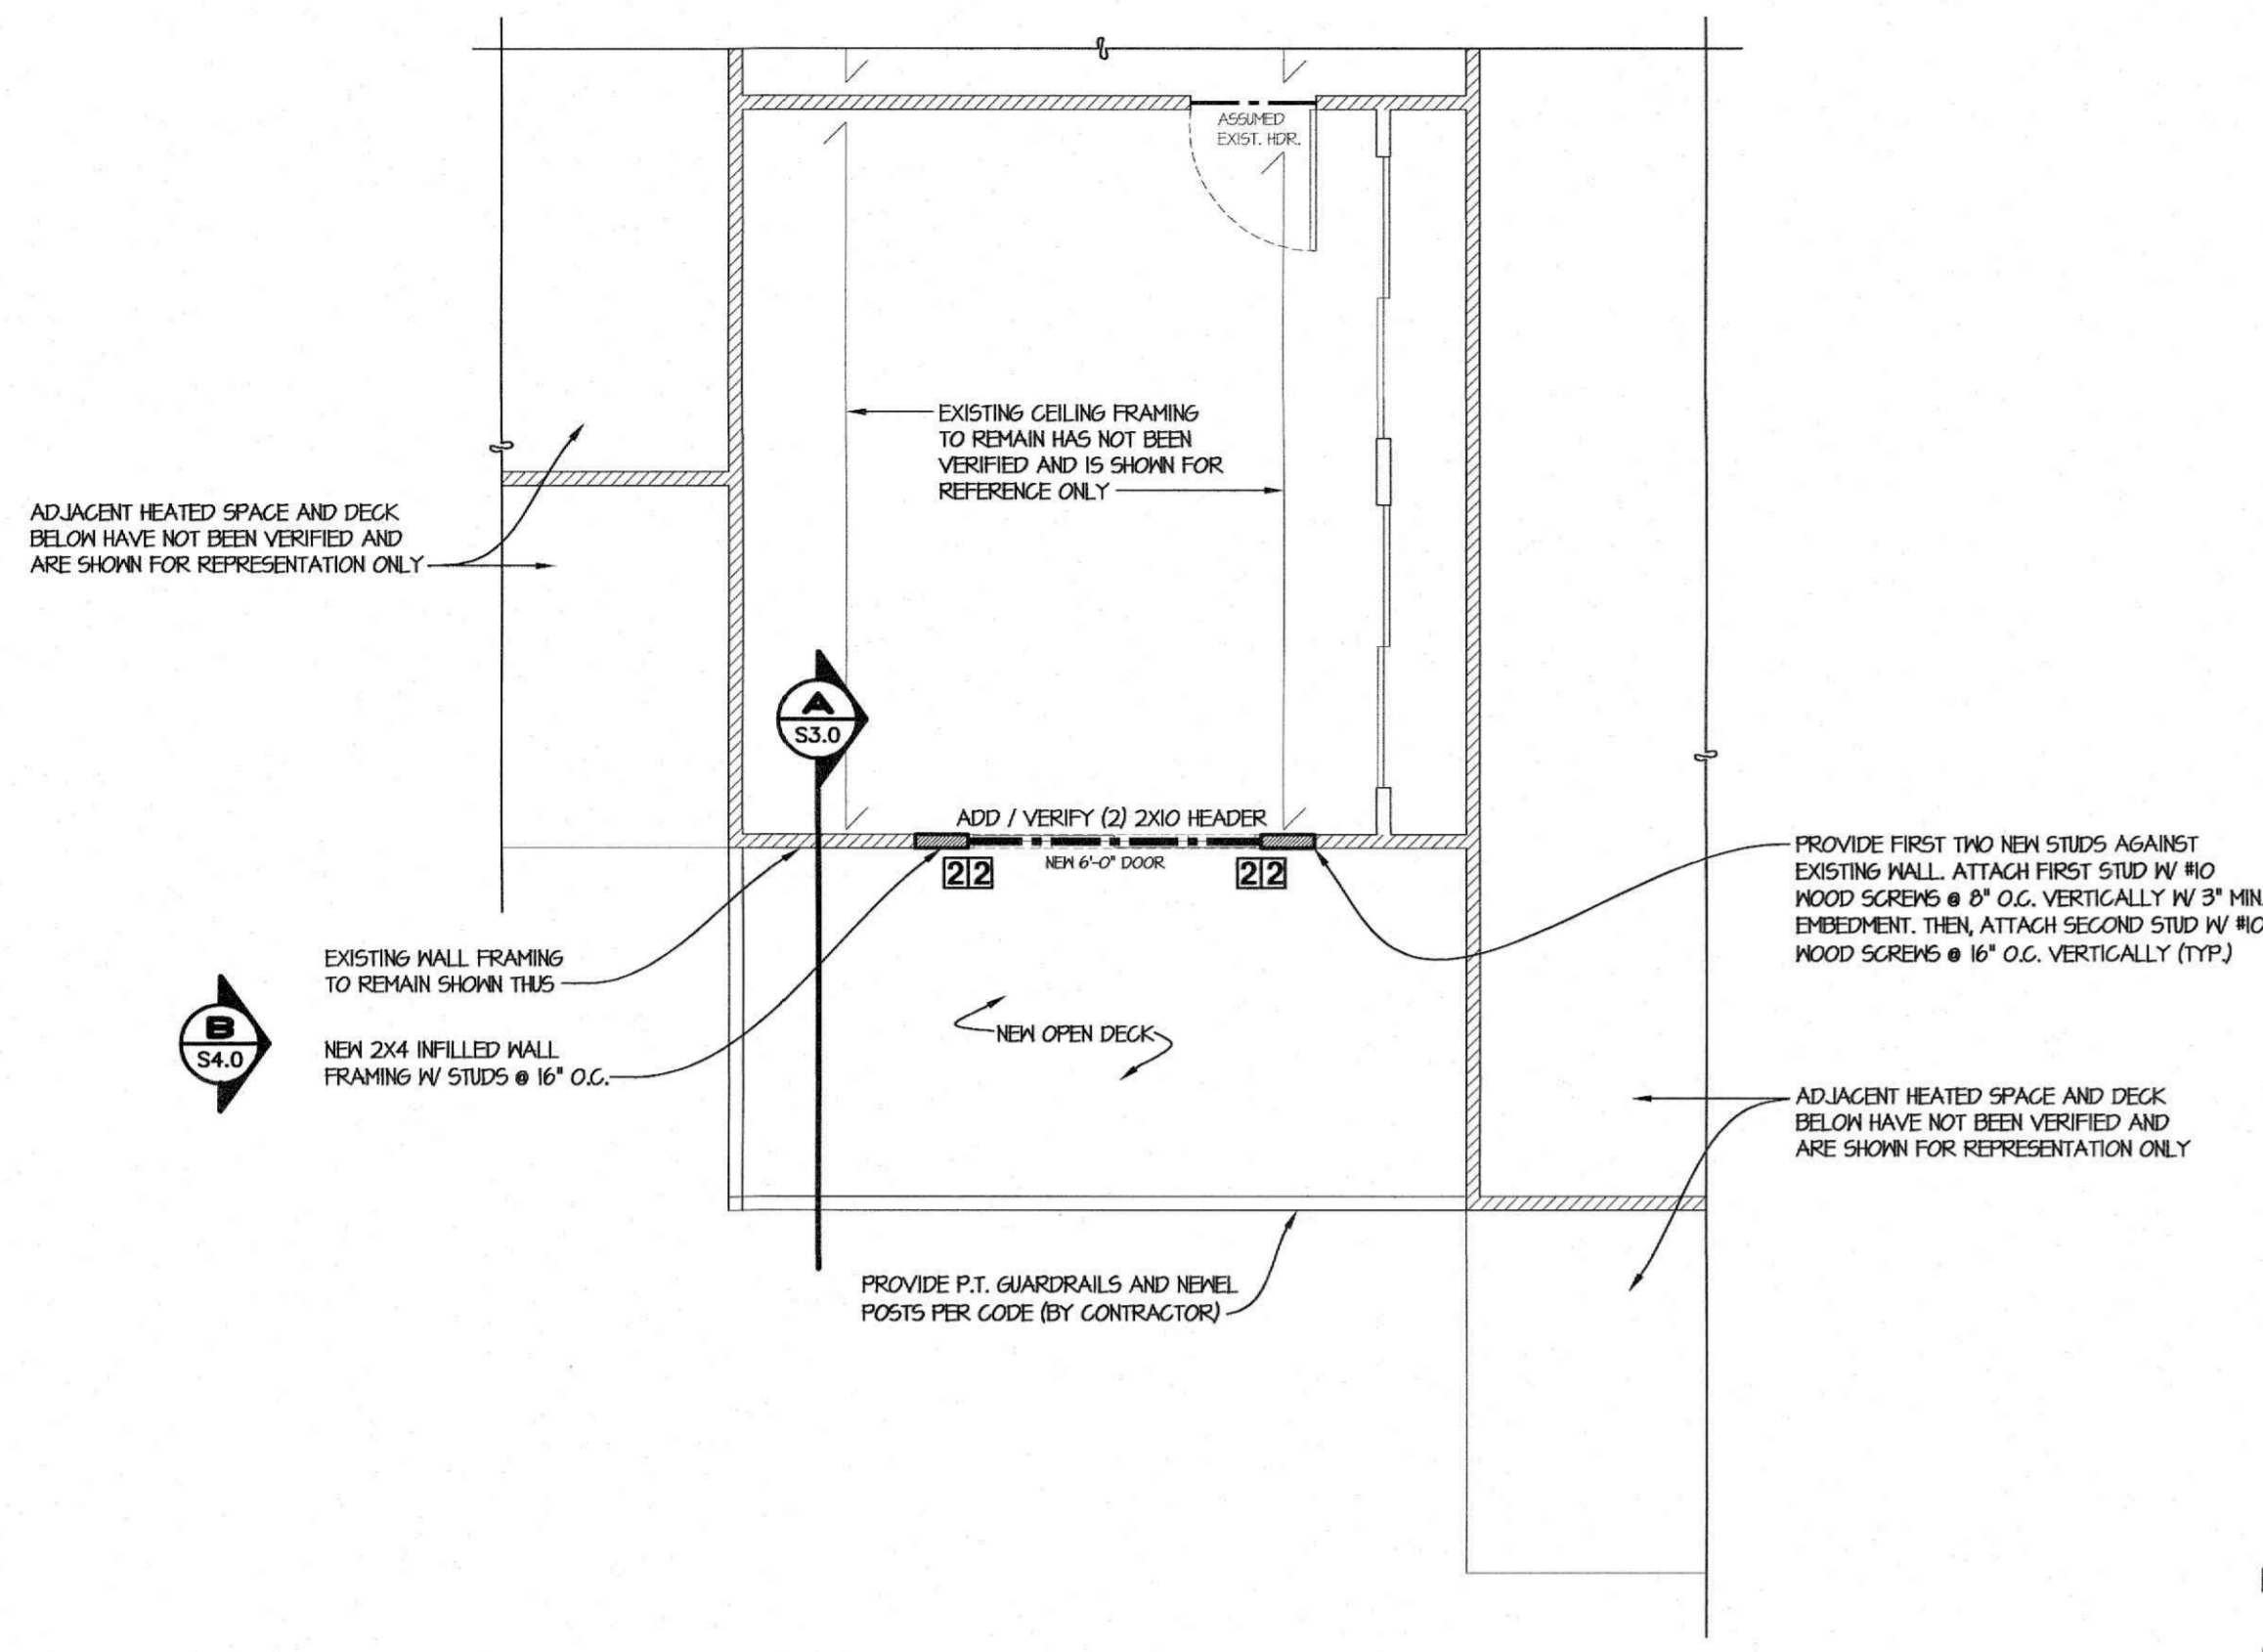 ASSUMED
EXIST. HDR.
EXISTING CEILING FRAMING
TO REMAIN HAS NOT BEEN
VERIFIED AND IS SHOWN FOR
REFERENCE ONLY
ADJACENT HEATED SPACE AND DECK
BELOW HAVE NOT BEEN VERIFIED AND
ARE SHOWN FOR REPRESENTATION ONLY
A
S3.0
ADD / VERIFY (2) 2X10 HEADER
NEW 6'-0" DOOR
22
22
PROVIDE FIRST TWO NEW STUDS AGAINST
EXISTING WALL. ATTACH FIRST STUD W/ #10
WOOD SCREWS @ 8" O.C. VERTICALLY W/ 3" MIN.
EMBEDMENT. THEN, ATTACH SECOND STUD W/ #10
WOOD SCREWS @ 16" O.C. VERTICALLY (TYP.)
EXISTING WALL FRAMING
TO REMAIN SHOWN THUS
B
S4.0
NEW 2X4 INFILLED WALL
FRAMING W/ STUDS @ 16" O.C.
NEW OPEN DECK
ADJACENT HEATED SPACE AND DECK
BELOW HAVE NOT BEEN VERIFIED AND
ARE SHOWN FOR REPRESENTATION ONLY
PROVIDE P.T. GUARDRAILS AND NEWEL
POSTS PER CODE (BY CONTRACTOR)